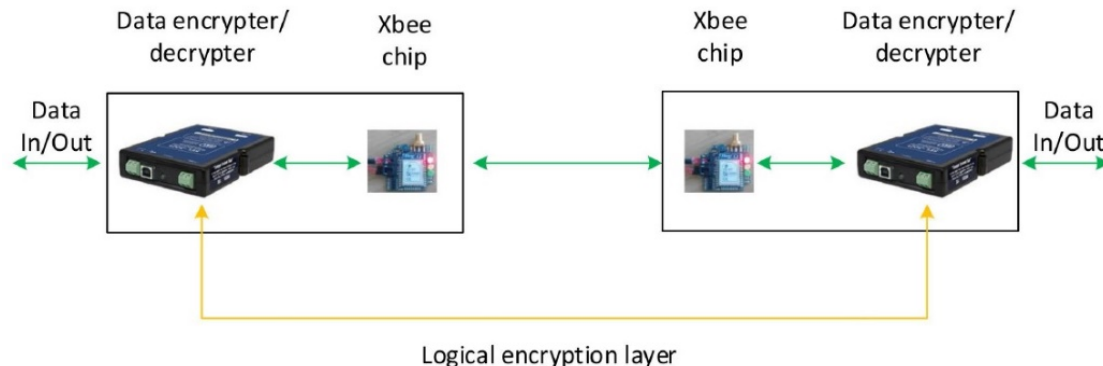 Data encrypter/
decrypter
Xbee
chip
Xbee
chip
Data encrypter/
decrypter
Data
In/Out
Data
In/Out
Logical encryption layer